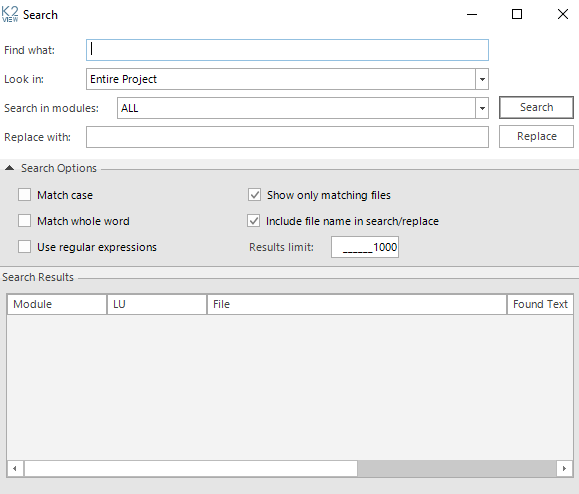 K2 VIEW Search
Find what:
Look in: Entire Project
Search in modules: ALL Search
Replace with: Replace
Search Options
Match case Show only matching files
Match whole word Include file name in search/replace
Use regular expressions Results limit: ______1000
Search Results
Module LU File Found Text